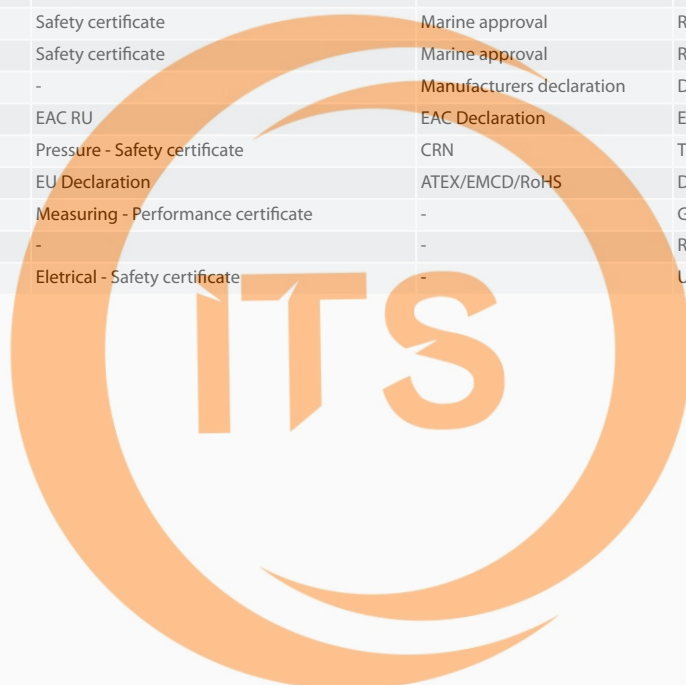 Safety certificate Marine approval R
Safety certificate Marine approval R
- Manufacturers declaration D
EAC RU EAC Declaration E
Pressure - Safety certificate CRN T
EU Declaration ATEX/EMCD/RoHS D
Measuring - Performance certificate - G
- - R
Eletrical - Safety certificate - U
ITS